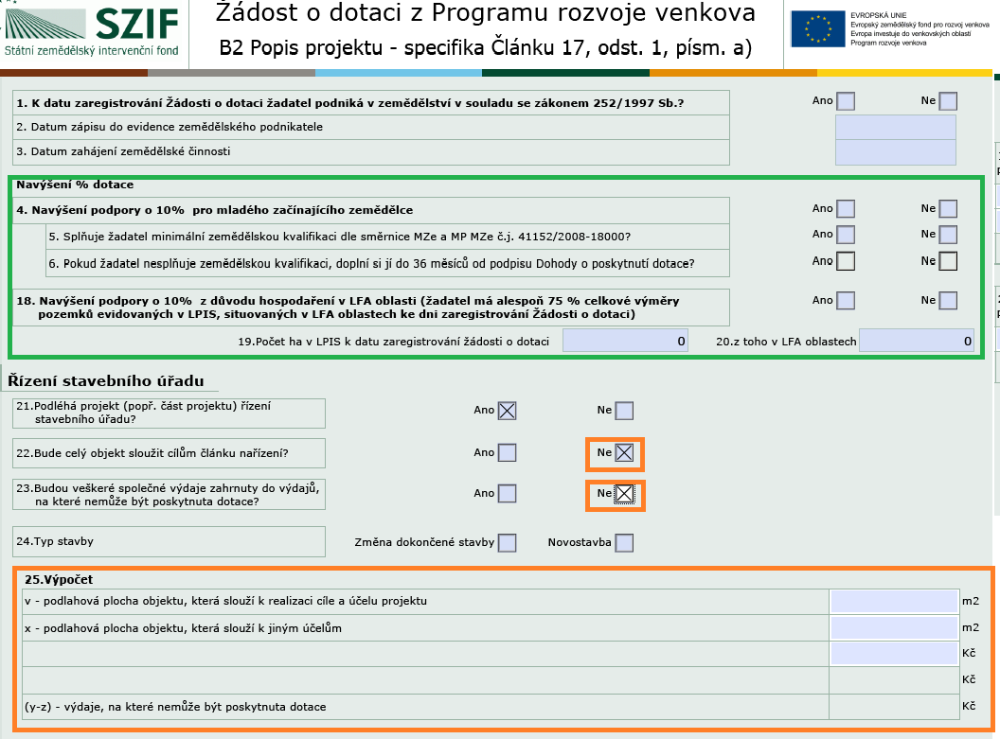 SZIF
Státní zemědělský intervenční fond
Žádost o dotaci z Programu rozvoje venkova
B2 Popis projektu - specifika Článku 17, odst. 1, písm. a)
EVROPSKÁ UNIE
Evropský zemědělský fond pro rozvoj venkova
Evropa investuje do venkovských oblastí
Program rozvoje venkova
1. K datu zaregistrování Žádosti o dotaci žadatel podniká v zemědělství v souladu se zákonem 252/1997 Sb.? Ano Ne
2. Datum zápisu do evidence zemědělského podnikatele
3. Datum zahájení zemědělské činnosti
Navýšení % dotace
4. Navýšení podpory o 10% pro mladého začínajícího zemědělce Ano Ne
5. Splňuje žadatel minimální zemědělskou kvalifikaci dle směrnice MZe a MP MZe č.j. 41152/2008-18000? Ano Ne
6. Pokud žadatel nesplňuje zemědělskou kvalifikaci, doplní si jí do 36 měsíců od podpisu Dohody o poskytnutí dotace? Ano Ne
18. Navýšení podpory o 10% z důvodu hospodaření v LFA oblasti (žadatel má alespoň 75 % celkové výměry Ano Ne
pozemků evidovaných v LPIS, situovaných v LFA oblastech ke dni zaregistrování Žádosti o dotaci)
19.Počet ha v LPIS k datu zaregistrování žádosti o dotaci 0 20.z toho v LFA oblastech 0
Řízení stavebního úřadu
21.Podléhá projekt (popř. část projektu) řízení Ano Ne
stavebního úřadu?
22.Bude celý objekt sloužit cílům článku nařízení? Ano Ne
23.Budou veškeré společné výdaje zahrnuty do výdajů, Ano Ne
na které nemůže být poskytnuta dotace?
24.Typ stavby Změna dokončené stavby Novostavba
25.Výpočet
v - podlahová plocha objektu, která slouží k realizaci cíle a účelu projektu m2
x - podlahová plocha objektu, která slouží k jiným účelům m2
Kč
Kč
(y-z) - výdaje, na které nemůže být poskytnuta dotace Kč